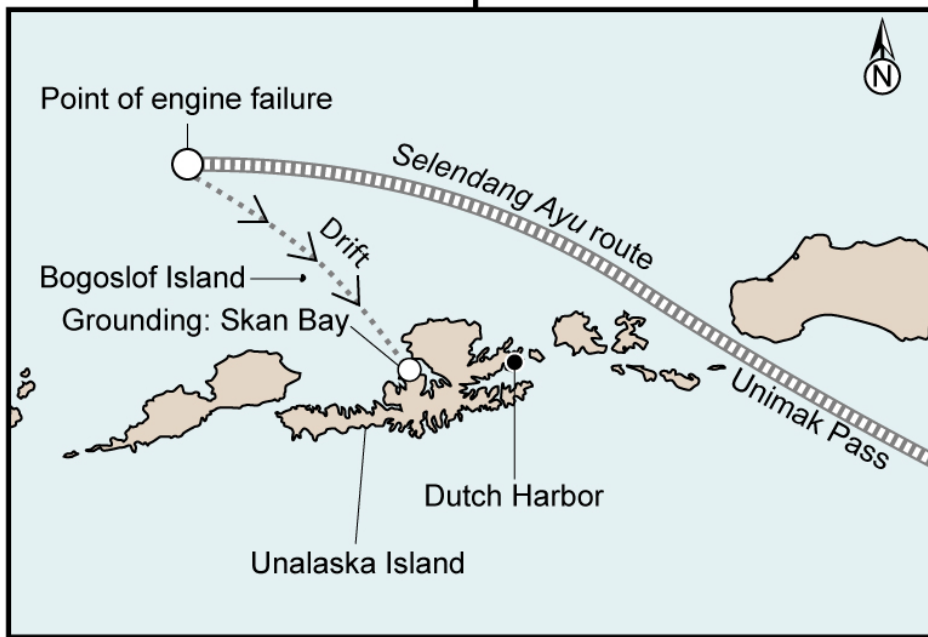 N
Point of engine failure
Selendang Ayu route
Drift
Bogoslof Island
Grounding: Skan Bay
Unimak Pass
Dutch Harbor
Unalaska Island